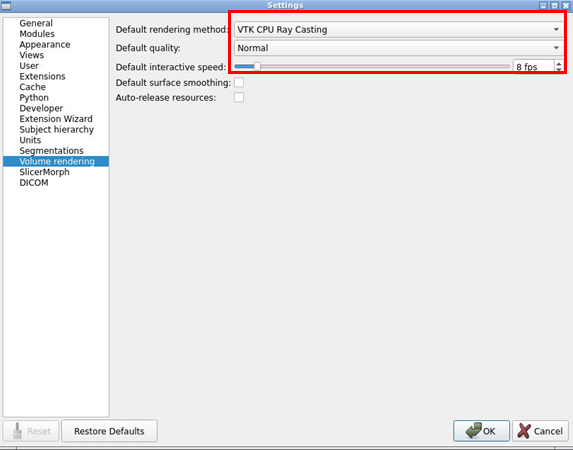 Settings
General
Modules
Appearance
Views
User
Extensions
Cache
Python
Developer
Extension Wizard
Subject hierarchy
Units
Segmentations
Volume rendering
SlicerMorph
DICOM
Default rendering method: VTK CPU Ray Casting
Default quality: Normal
Default interactive speed: 8 fps
Default surface smoothing:
Auto-release resources:
Reset Restore Defaults OK Cancel